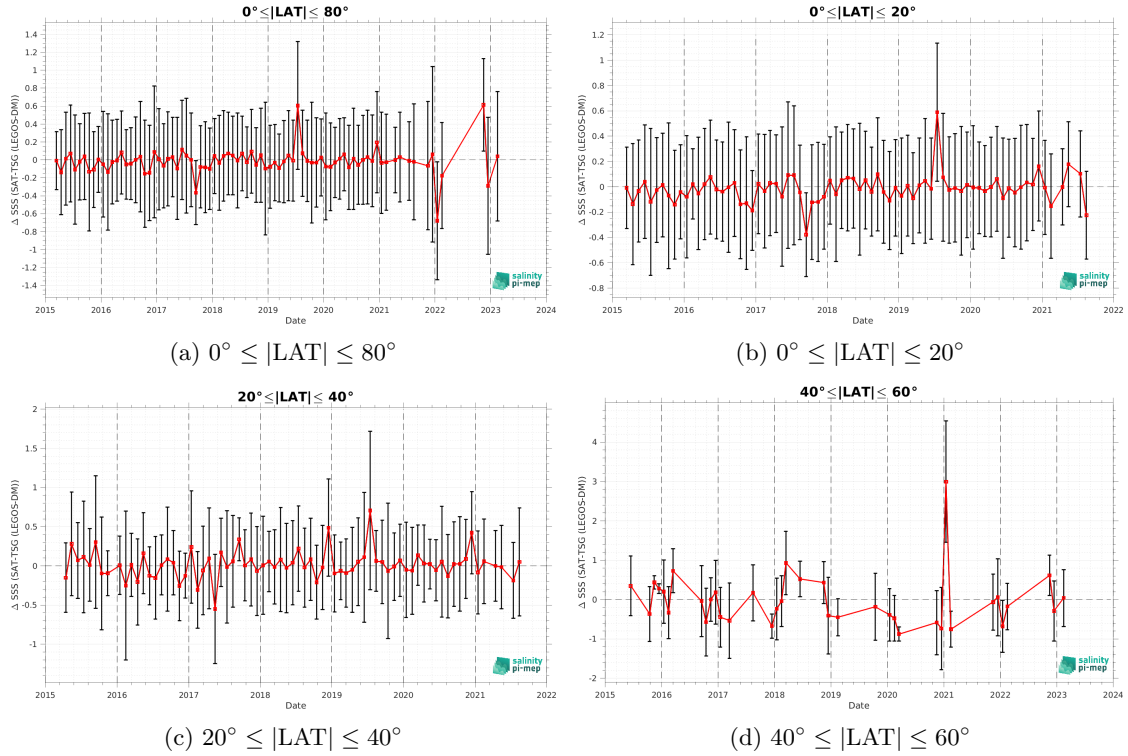 0°≤|LAT|≤ 80°
Δ SSS (SAT-TSG (LEGOS-DM))
1.4
1.2
1
0.8
0.6
0.4
0.2
0
-0.2
-0.4
-0.6
-0.8
-1
-1.2
-1.4
2015 2016 2017 2018 2019 2020 2021 2022 2023 2024
Date
salinity
pi-mep
(a) 0° ≤ |LAT| ≤ 80°
0°≤|LAT|≤ 20°
Δ SSS (SAT-TSG (LEGOS-DM))
1.2
1
0.8
0.6
0.4
0.2
0
-0.2
-0.4
-0.6
-0.8
2015 2016 2017 2018 2019 2020 2021 2022
Date
salinity
pi-mep
(b) 0° ≤ |LAT| ≤ 20°
20°≤|LAT|≤ 40°
Δ SSS (SAT-TSG (LEGOS-DM))
2
1.5
1
0.5
0
-0.5
-1
2015 2016 2017 2018 2019 2020 2021 2022
Date
salinity
pi-mep
(c) 20° ≤ |LAT| ≤ 40°
40°≤|LAT|≤ 60°
Δ SSS (SAT-TSG (LEGOS-DM))
4
3
2
1
0
-1
-2
2015 2016 2017 2018 2019 2020 2021 2022 2023 2024
Date
salinity
pi-mep
(d) 40° ≤ |LAT| ≤ 60°